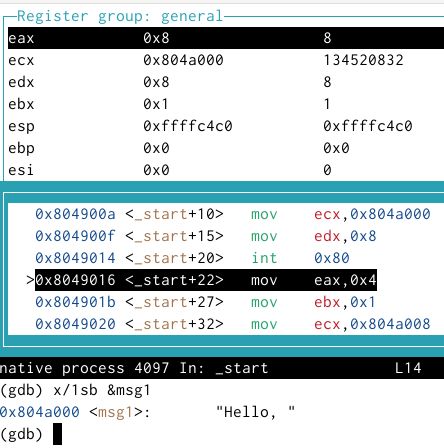 Register group: general
eax 0x8 8
ecx 0x804a000 134520832
edx 0x8 8
ebx 0x1 1
esp 0xffffc4c0 0xffffc4c0
ebp 0x0 0x0
esi 0x0 0
0x804900a <_start+10> mov ecx,0x804a000
0x804900f <_start+15> mov edx,0x8
0x8049014 <_start+20> int 0x80
>0x8049016 <_start+22> mov eax,0x4
0x804901b <_start+27> mov ebx,0x1
0x8049020 <_start+32> mov ecx,0x804a008
native process 4097 In: _start L14
(gdb) x/1sb &msg1
0x804a000 <msg1>: "Hello, "
(gdb)